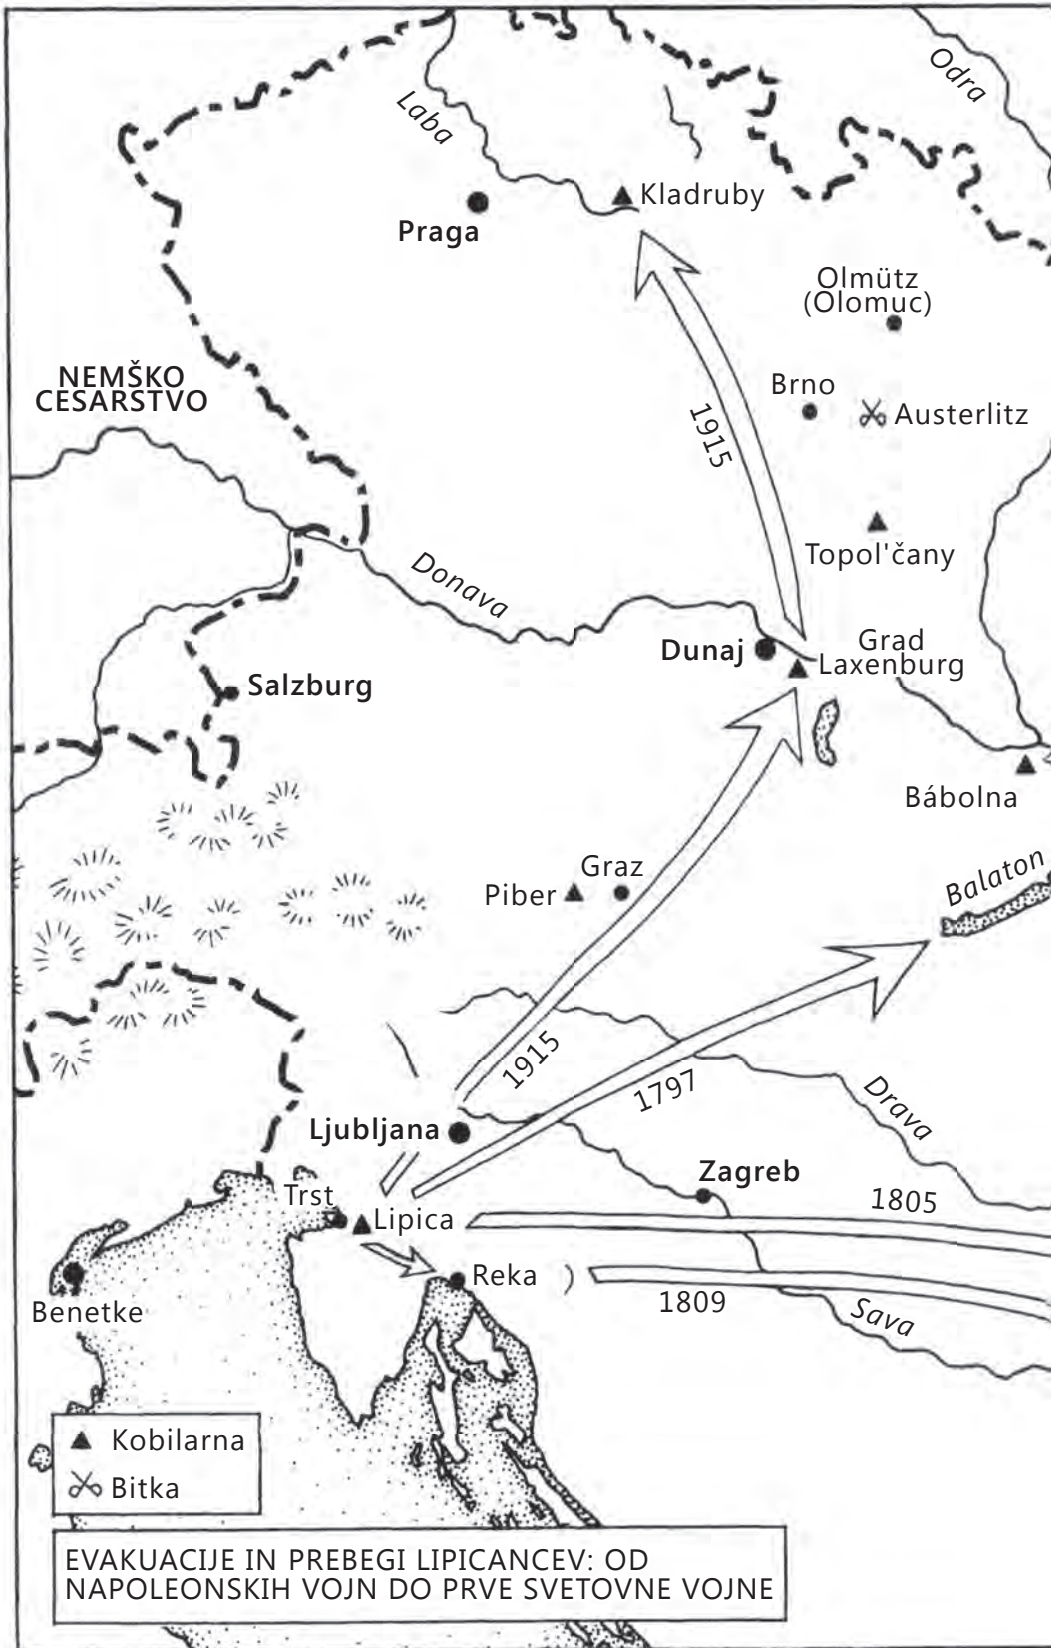 Odra
Laba
Kladruby
Praga
Olmütz
(Olomuc)
NEMŠKO
CESARSTVO
Brno
Austerlitz
1915
Topol'čany
Donava
Dunaj
Grad
Laxenburg
Salzburg
Bábolna
Balaton
Graz
Piber
1915
1797
Drava
Ljubljana
Zagreb
Trst
Lipica
1805
Reka
1809
Benetke
Sava
Kobilarna
Bitka
EVAKUACIJE IN PREBEGI LIPICANCEV: OD
NAPOLEONSKIH VOJN DO PRVE SVETOVNE VOJNE